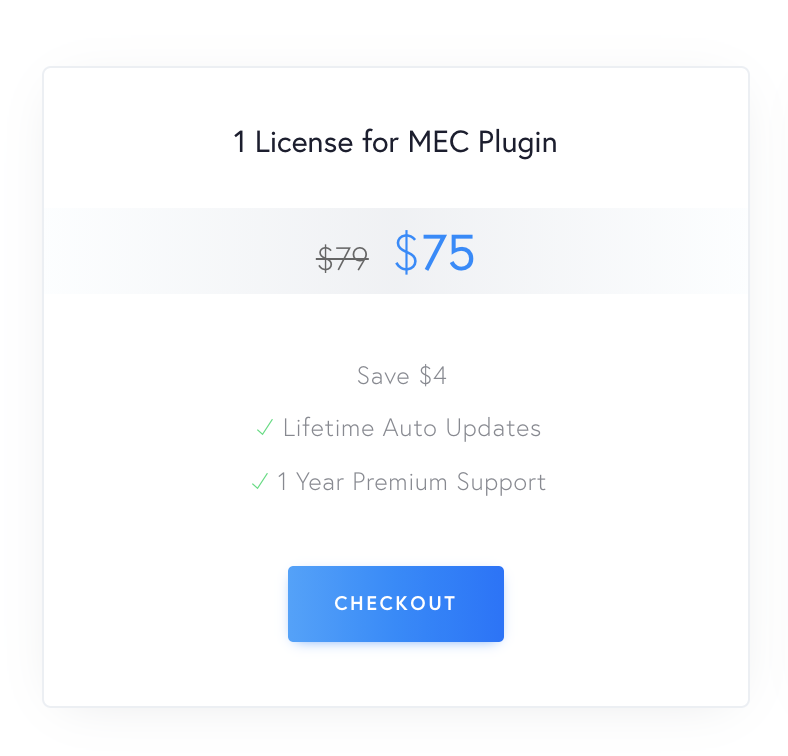 1 License for MEC Plugin
$79 $75
Save $4
✓ Lifetime Auto Updates
✓ 1 Year Premium Support
CHECKOUT